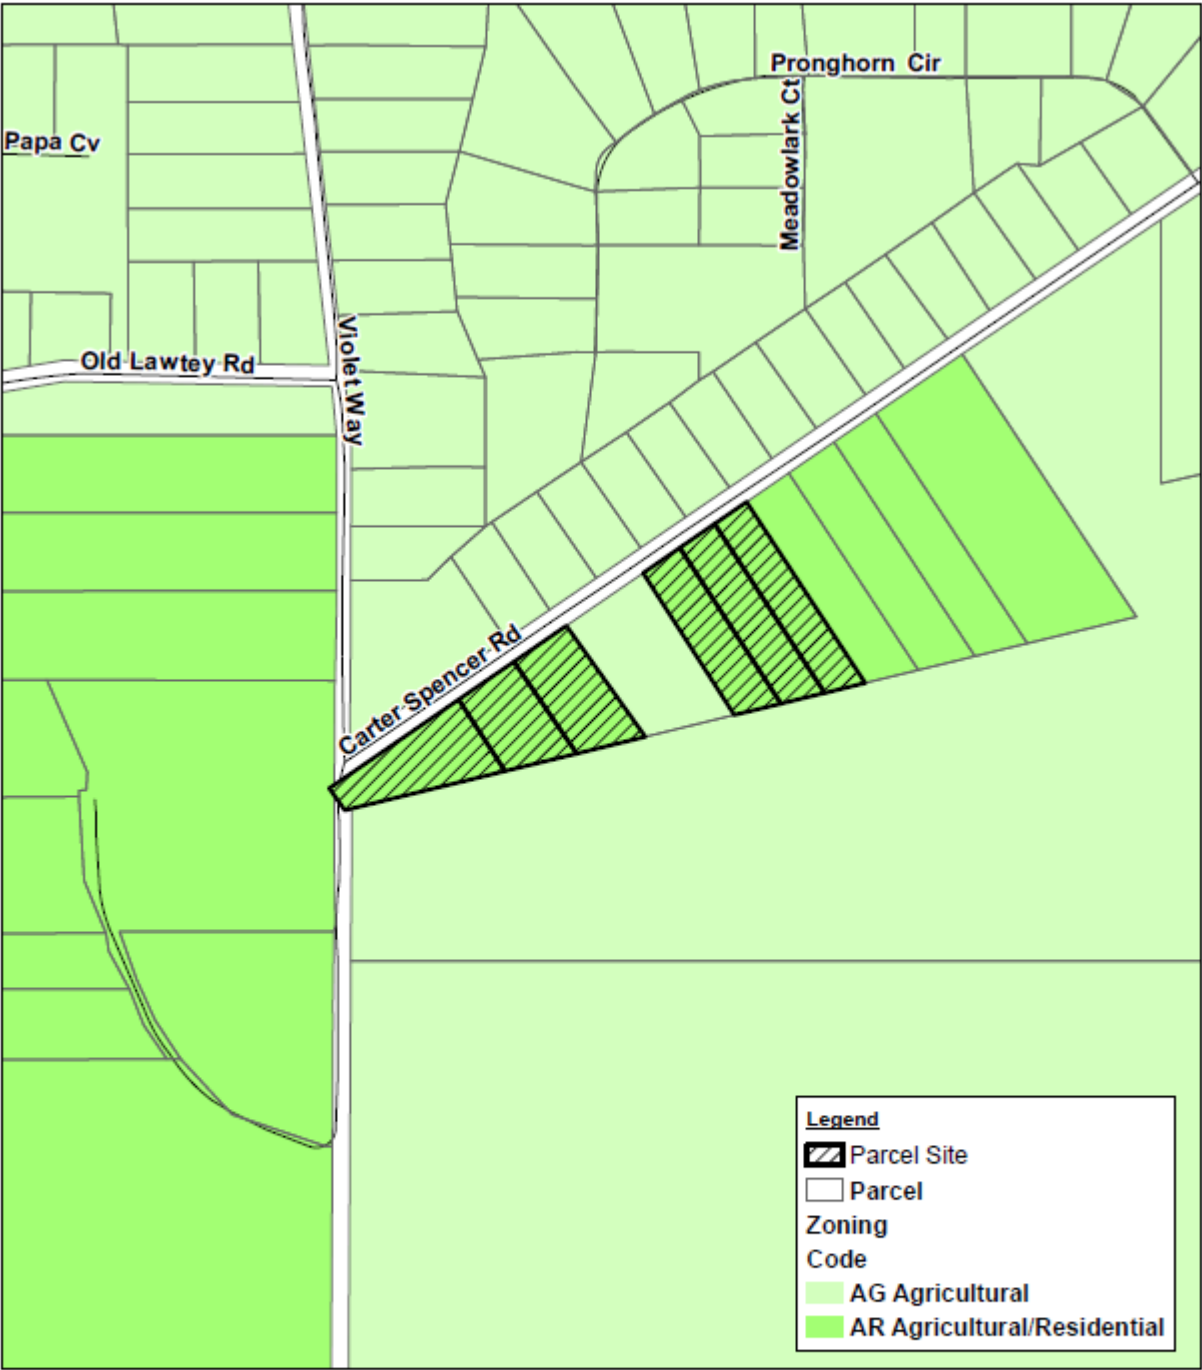 Pronghorn Cir
Meadowlark Ct
Papa Cv
Old Lawtey Rd
Violet Way
Carter Spencer Rd
Legend
Parcel Site
Parcel
Zoning
Code
AG Agricultural
AR Agricultural/Residential